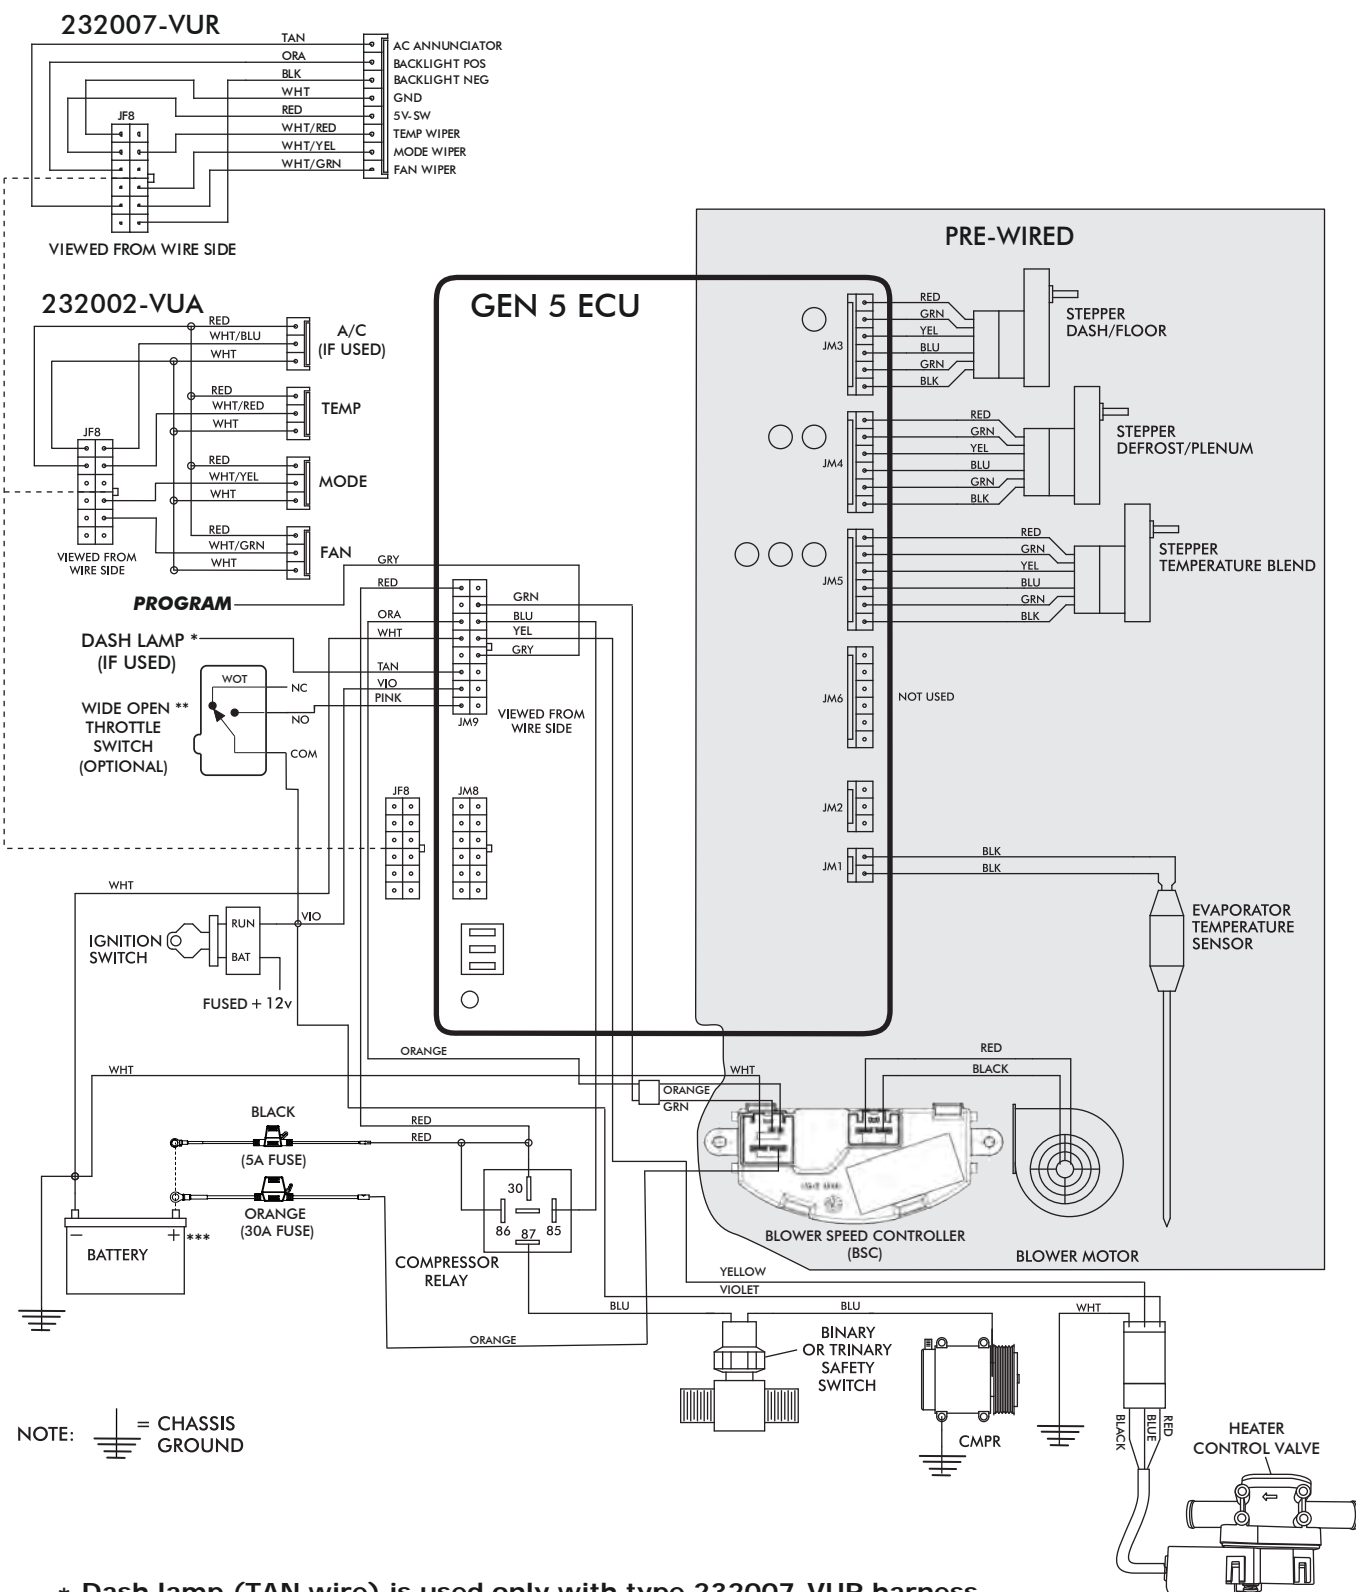 232007-VUR
TAN
ORA
BLK
WHT
RED
WHT/RED
WHT/YEL
WHT/GRN
AC ANNUNCIATOR
BACKLIGHT POS
BACKLIGHT NEG
GND
5V-SW
TEMP WIPER
MODE WIPER
FAN WIPER
JF8
VIEWED FROM WIRE SIDE
232002-VUA
RED
WHT/BLU
WHT
A/C
(IF USED)
RED
WHT/RED
WHT
TEMP
JF8
RED
WHT/YEL
WHT
MODE
RED
WHT/GRN
WHT
FAN
VIEWED FROM
WIRE SIDE
GEN 5 ECU
PRE-WIRED
JM3
RED
GRN
YEL
BLU
GRN
BLK
STEPPER
DASH/FLOOR
JM4
RED
GRN
YEL
BLU
GRN
BLK
STEPPER
DEFROST/PLENUM
JM5
RED
GRN
YEL
BLU
GRN
BLK
STEPPER
TEMPERATURE BLEND
JM6
NOT USED
JM2
JM1
BLK
BLK
EVAPORATOR
TEMPERATURE
SENSOR
PROGRAM
GRY
RED
ORA
WHT
TAN
VIO
PINK
GRN
BLU
YEL
GRY
JM9
VIEWED FROM
WIRE SIDE
DASH LAMP *
(IF USED)
WIDE OPEN **
THROTTLE
SWITCH
(OPTIONAL)
WOT
NC
NO
COM
JF8
JM8
WHT
IGNITION
SWITCH
RUN
BAT
VIO
FUSED + 12v
ORANGE
WHT
WHT
ORANGE
GRN
RED
BLACK
BLACK
(5A FUSE)
RED
RED
ORANGE
(30A FUSE)
BATTERY
−
+
***
30
86
87
85
COMPRESSOR
RELAY
BLOWER SPEED CONTROLLER
(BSC)
BLOWER MOTOR
YELLOW
VIOLET
BLU
BLU
WHT
ORANGE
BINARY
OR TRINARY
SAFETY
SWITCH
CMPR
BLACK
BLUE
RED
HEATER
CONTROL VALVE
NOTE:
= CHASSIS
GROUND
* Dash lamp (TAN wire) is used only with type 232007-VUR harness